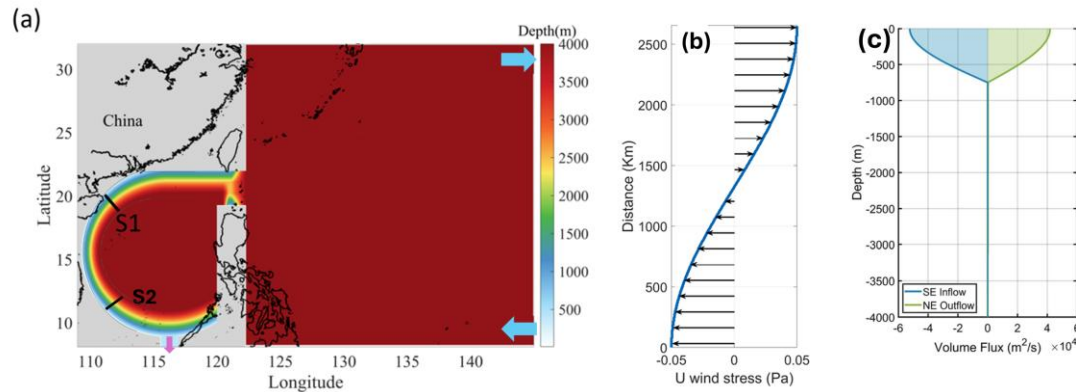 (a)
Depth(m)
30
25
20
15
10
Latitude
China
S1
S2
110 115 120 125 130 135 140
Longitude
4000
3500
3000
2500
2000
1500
1000
500
(b)
2500
2000
1500
1000
500
0
Distance (Km)
-0.05 0 0.05
U wind stress (Pa)
(c)
0
-500
-1000
-1500
-2000
-2500
-3000
-3500
-4000
Depth (m)
SE Inflow
NE Outflow
-6 -4 -2 0 2 4 6
Volume Flux (m²/s) ×10⁴